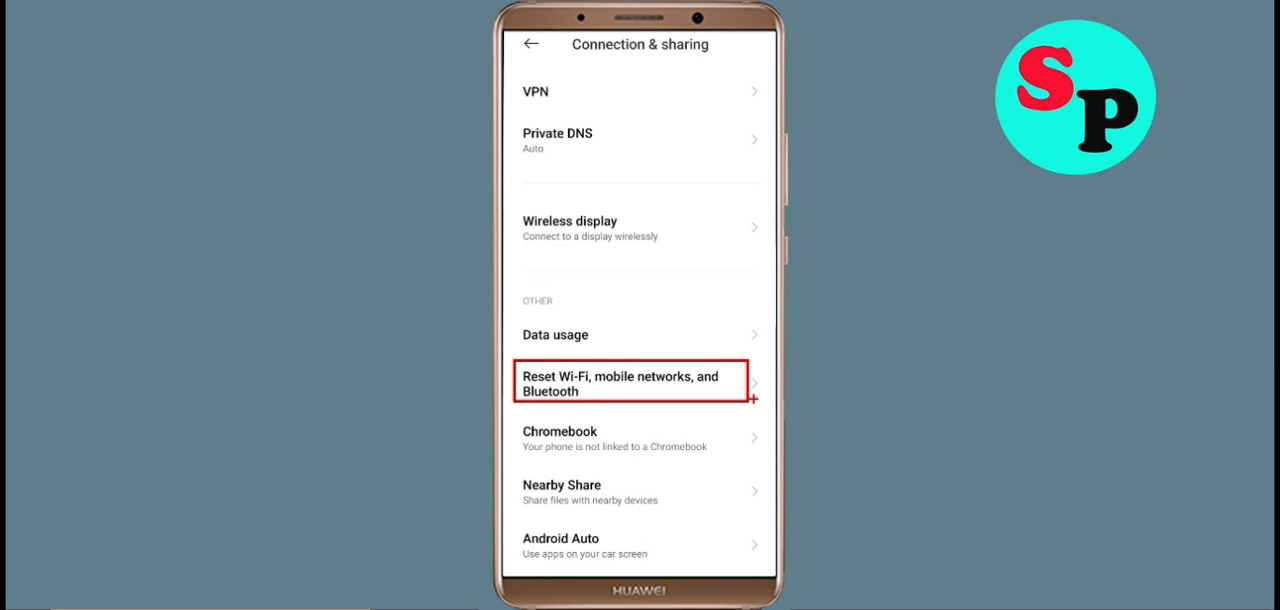 Connection & sharing
SP
VPN
Private DNS
Auto
Wireless display
Connect to a display wirelessly
OTHER
Data usage
Reset Wi-Fi, mobile networks, and
Bluetooth
Chromebook
Your phone is not linked to a Chromebook
Nearby Share
Share files with nearby devices
Android Auto
Use apps on your car screen
HUAWEI